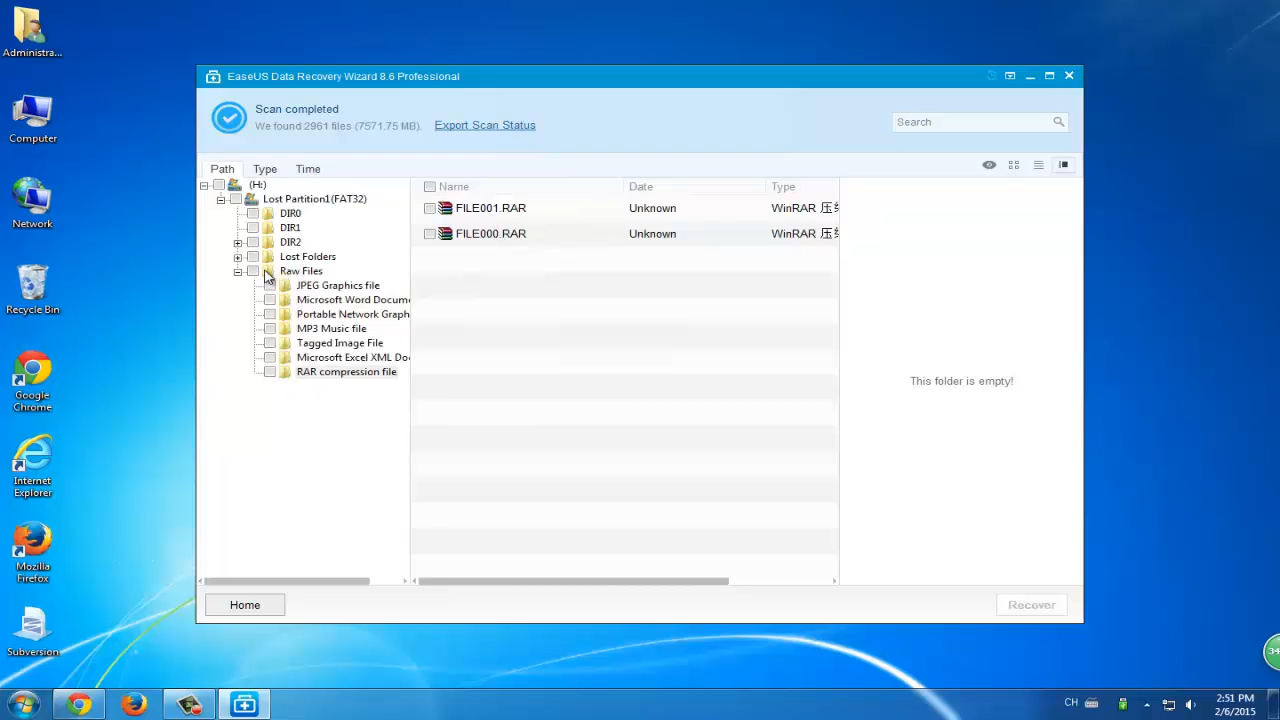 Administra...
Computer
Network
Recycle Bin
Google
Chrome
Internet
Explorer
Mozilla
Firefox
Subversion
EaseUS Data Recovery Wizard 8.6 Professional
Scan completed
We found 2961 files (7571.75 MB). Export Scan Status
Search
Path Type Time
(H:)
Lost Partition1(FAT32)
DIR0
DIR1
DIR2
Lost Folders
Raw Files
JPEG Graphics file
Microsoft Word Docume
Portable Network Graph
MP3 Music file
Tagged Image File
Microsoft Excel XML Do
RAR compression file
Name Date Type
FILE001.RAR Unknown WinRAR 压
FILE000.RAR Unknown WinRAR 压
This folder is empty!
Home
Recover
34
CH
2:51 PM
2/6/2015